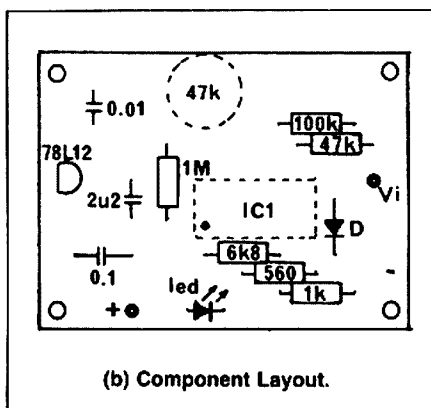 47k
0.01
100k
47k
78L12
1M
Vi
2u2
IC1
D
6k8
0.1
560
-
led
1k
+
(b) Component Layout.